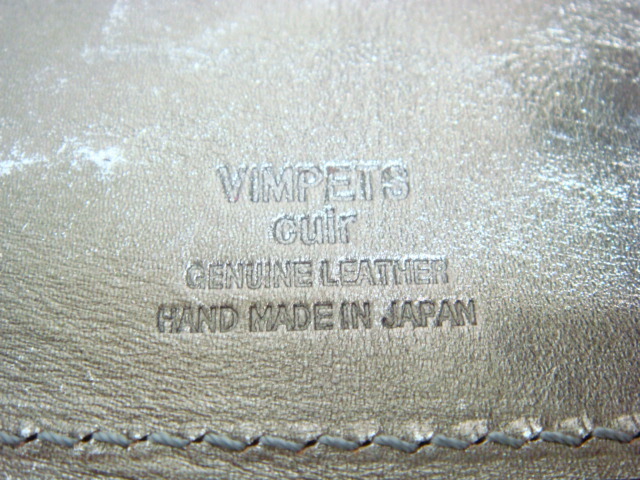 VIMPETS
cuir
GENUINE LEATHER
HAND MADE IN JAPAN